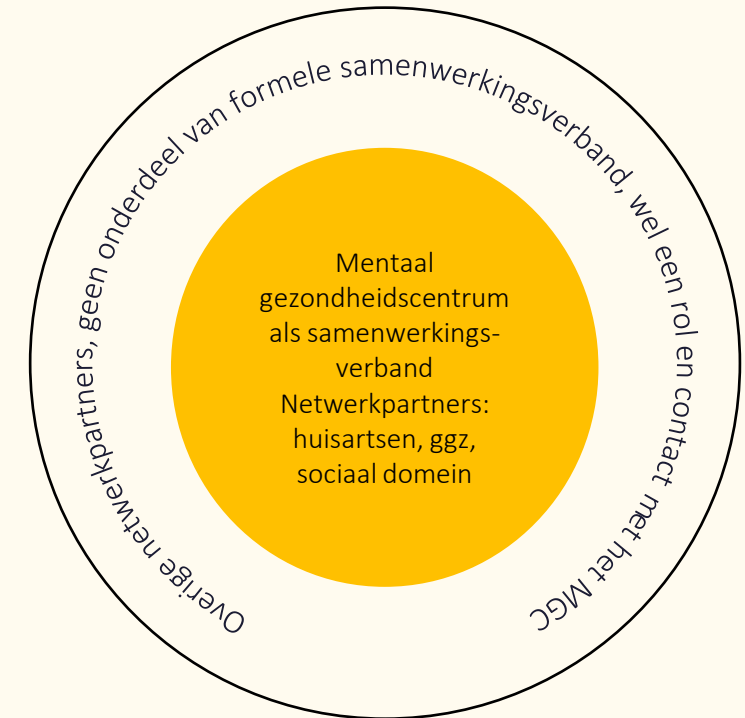 Overige netwerkpartners, geen onderdeel van formele samenwerkingsverband, wel een rol en contact met het MGC
Mentaal
gezondheidscentrum
als samenwerkings-
verband
Netwerkpartners:
huisartsen, ggz,
sociaal domein